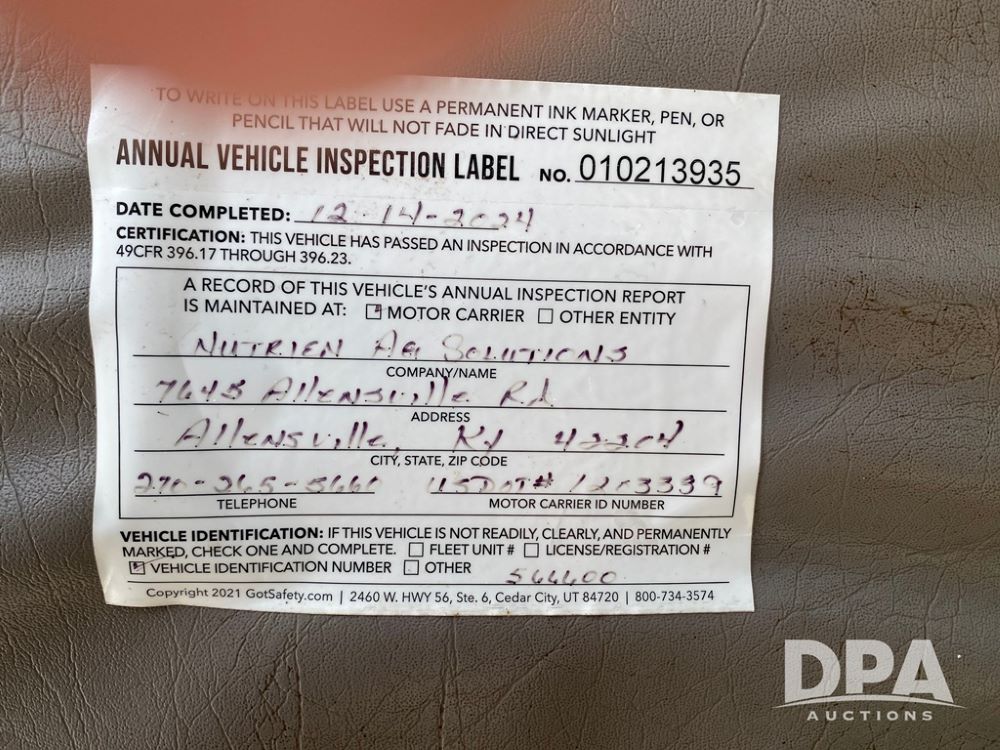 TO WRITE ON THIS LABEL USE A PERMANENT INK MARKER, PEN, OR
PENCIL THAT WILL NOT FADE IN DIRECT SUNLIGHT
ANNUAL VEHICLE INSPECTION LABEL NO. 010213935
DATE COMPLETED: 12-14-2024
CERTIFICATION: THIS VEHICLE HAS PASSED AN INSPECTION IN ACCORDANCE WITH
49CFR 396.17 THROUGH 396.23.
A RECORD OF THIS VEHICLE'S ANNUAL INSPECTION REPORT
IS MAINTAINED AT: MOTOR CARRIER OTHER ENTITY
NUTRIEN AG SOLUTIONS
COMPANY/NAME
7645 Allensville Rd
ADDRESS
Allensville, KY 42204
CITY, STATE, ZIP CODE
270-265-5660 USDOT# 1203339
TELEPHONE MOTOR CARRIER ID NUMBER
VEHICLE IDENTIFICATION: IF THIS VEHICLE IS NOT READILY, CLEARLY, AND PERMANENTLY
MARKED, CHECK ONE AND COMPLETE. FLEET UNIT # LICENSE/REGISTRATION #
VEHICLE IDENTIFICATION NUMBER OTHER
Copyright 2021 GotSafety.com | 2460 W. HWY 56, Ste. 6, Cedar City, UT 84720 | 800-734-3574
DPA
AUCTIONS